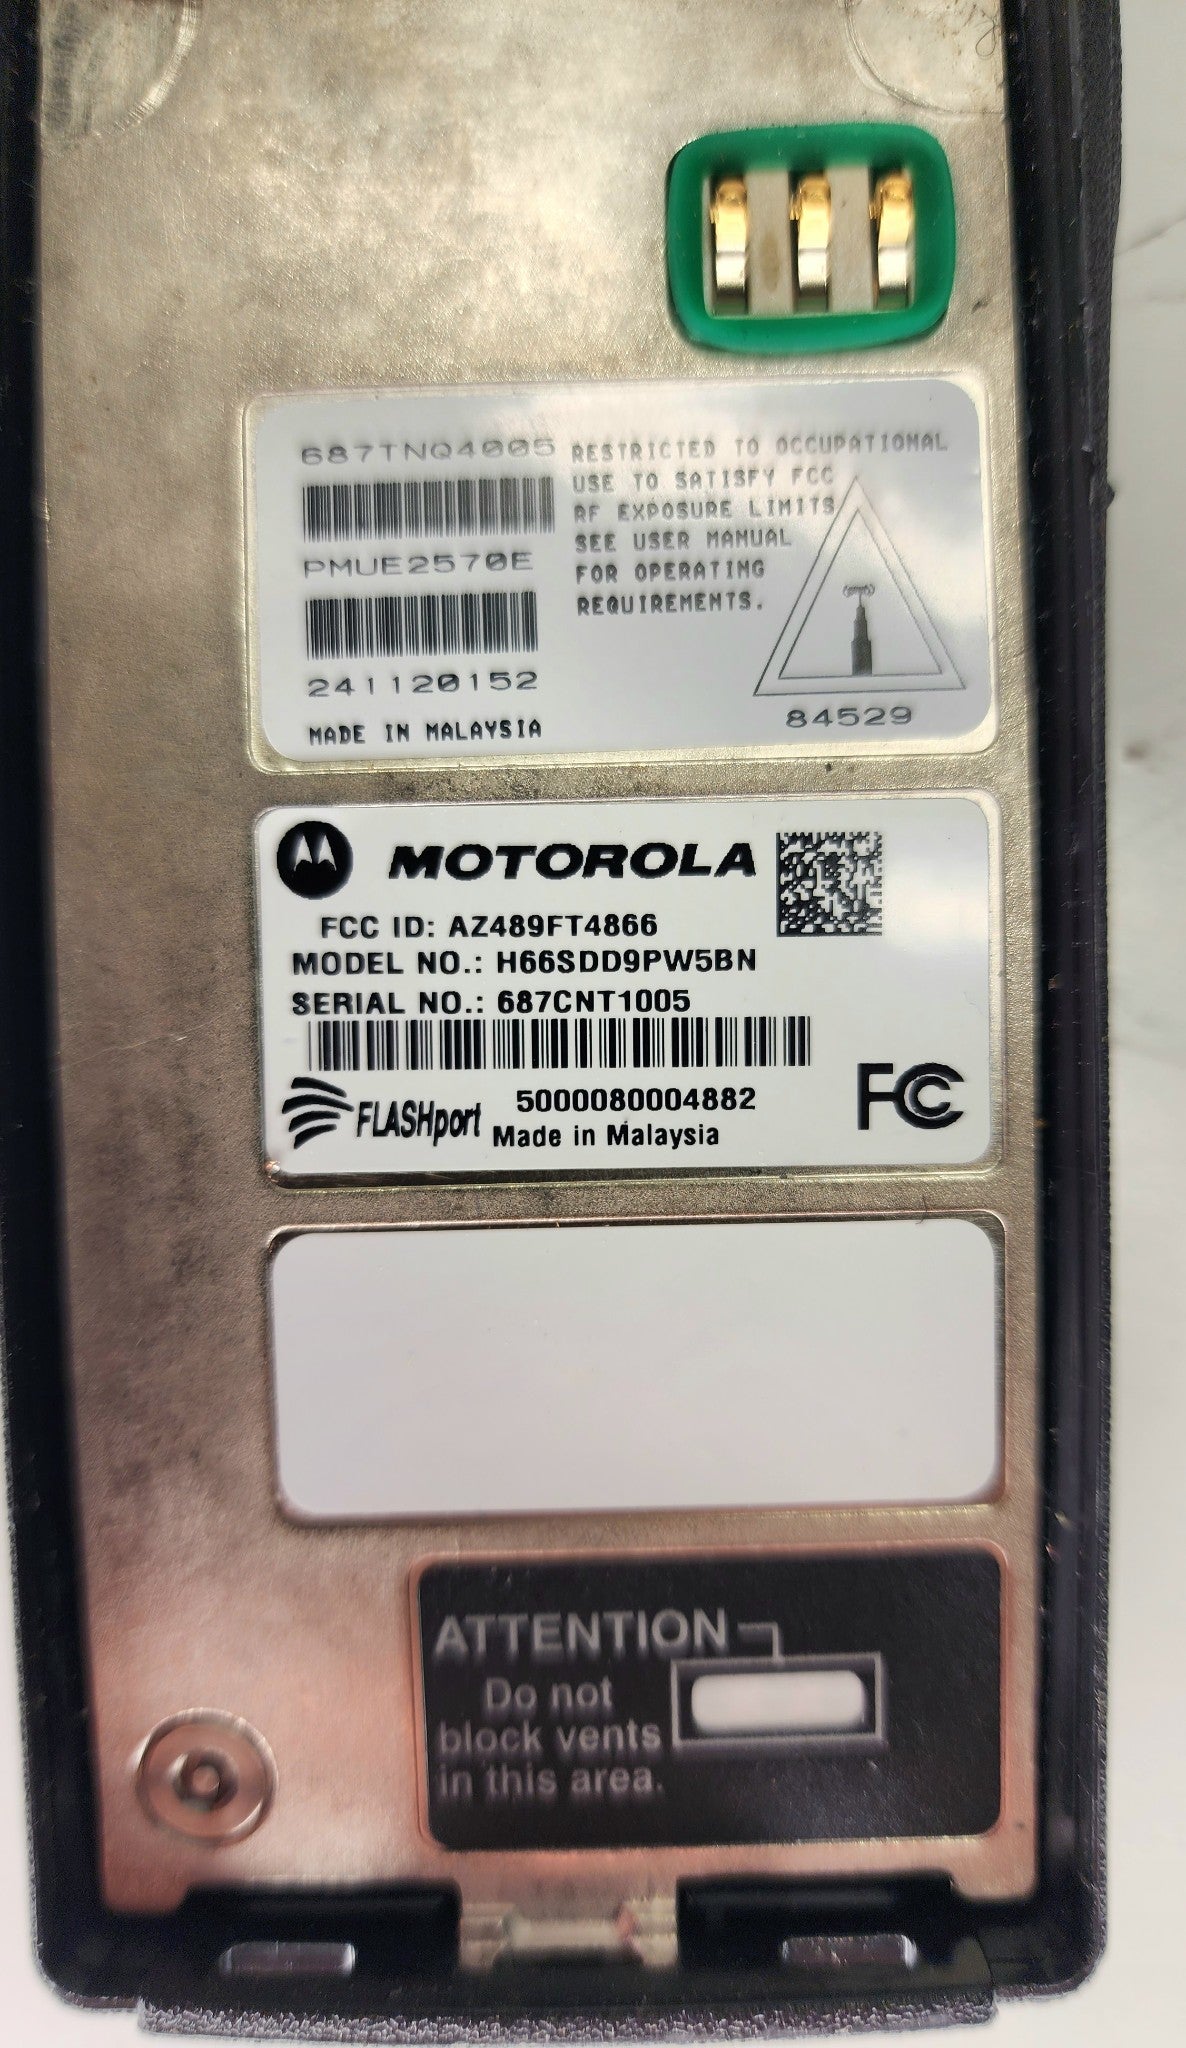 687TNQ4005
PMUE2570E
241120152
MADE IN MALAYSIA
RESTRICTED TO OCCUPATIONAL
USE TO SATISFY FCC
RF EXPOSURE LIMITS
SEE USER MANUAL
FOR OPERATING
REQUIREMENTS.
84529
MOTOROLA
FCC ID: AZ489FT4866
MODEL NO.: H66SDD9PW5BN
SERIAL NO.: 687CNT1005
FLASHport
5000080004882
Made in Malaysia
FC
ATTENTION
Do not
block vents
in this area.